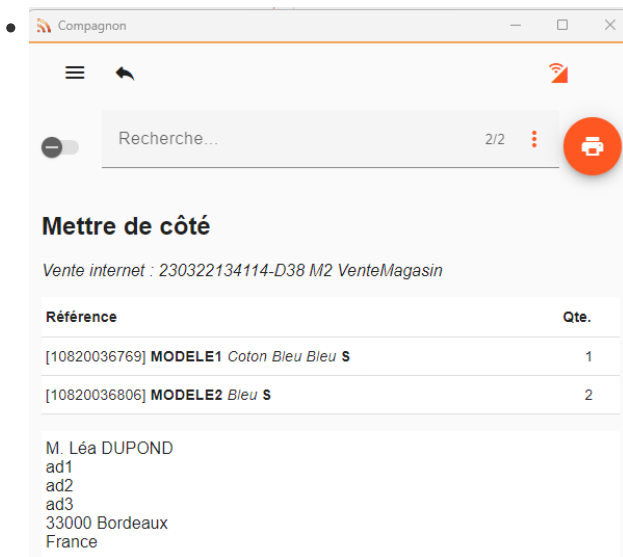 Compagnon
Recherche...
2/2
Mettre de côté
Vente internet : 230322134114-D38 M2 VenteMagasin
Référence Qte.
[10820036769] MODELE1 Coton Bleu Bleu S 1
[10820036806] MODELE2 Bleu S 2
M. Léa DUPOND
ad1
ad2
ad3
33000 Bordeaux
France